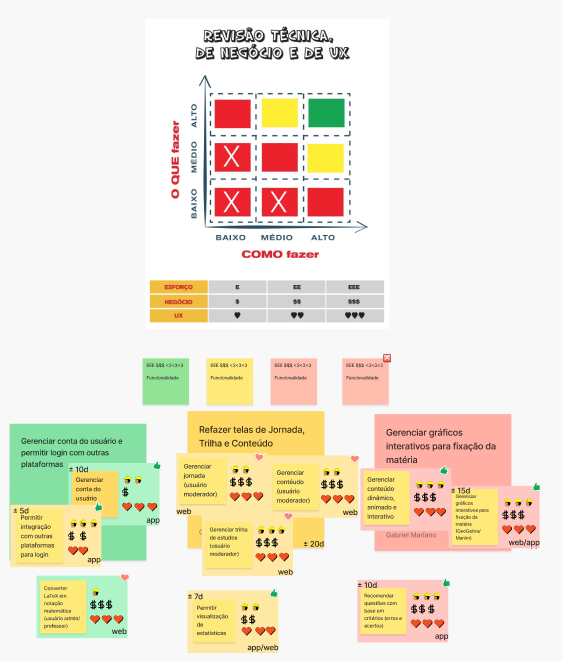 REVISÃO TÉCNICA,
DE NEGÓCIO E DE UX
O QUE fazer
ALTO
MÉDIO
BAIXO
X
X X
BAIXO MÉDIO ALTO
COMO fazer
ESFORÇO E EE EEE
NEGÓCIO $ $$ $$$
UX ♥ ♥♥ ♥♥♥
EEE $$$ <3<3<3
Funcionalidade
EEE $$$ <3<3<3
Funcionalidade
EEE $$$ <3<3<3
Funcionalidade
EEE $$$ <3<3<3
Funcionalidade
Gerenciar conta do usuário e
permitir login com outras
plataformas
± 10d
Gerenciar
conta do
usuário
$
app
± 5d
Permitir
integração
com outras
plataformas
para login
$ $
app
Converter
LaTeX em
notação
matemática
(usuário admin/
professor)
$$$
web
Refazer telas de Jornada,
Trilha e Conteúdo
Gerenciar
jornada
(usuário
moderador)
$$$
web
Gerenciar
contéudo
(usuário
moderador)
$$$
web
Gerenciar trilha
de estudos
(usuário
moderador)
$$$
± 20d
web
± 7d
Permitir
visualização
de
estatísticas
$$
app/web
Gerenciar gráficos
interativos para fixação da
matéria
Gerenciar
conteúdo
dinâmico,
animado e
interativo
$$$
Gabriel Mariano
± 15d
Gerenciar
gráficos
interativos para
fixação da
matéria
(GeoGebra/
Manim)
$$$
web/app
± 10d
Recomendar
questões com
base em
critérios (erros e
acertos)
$$$
app